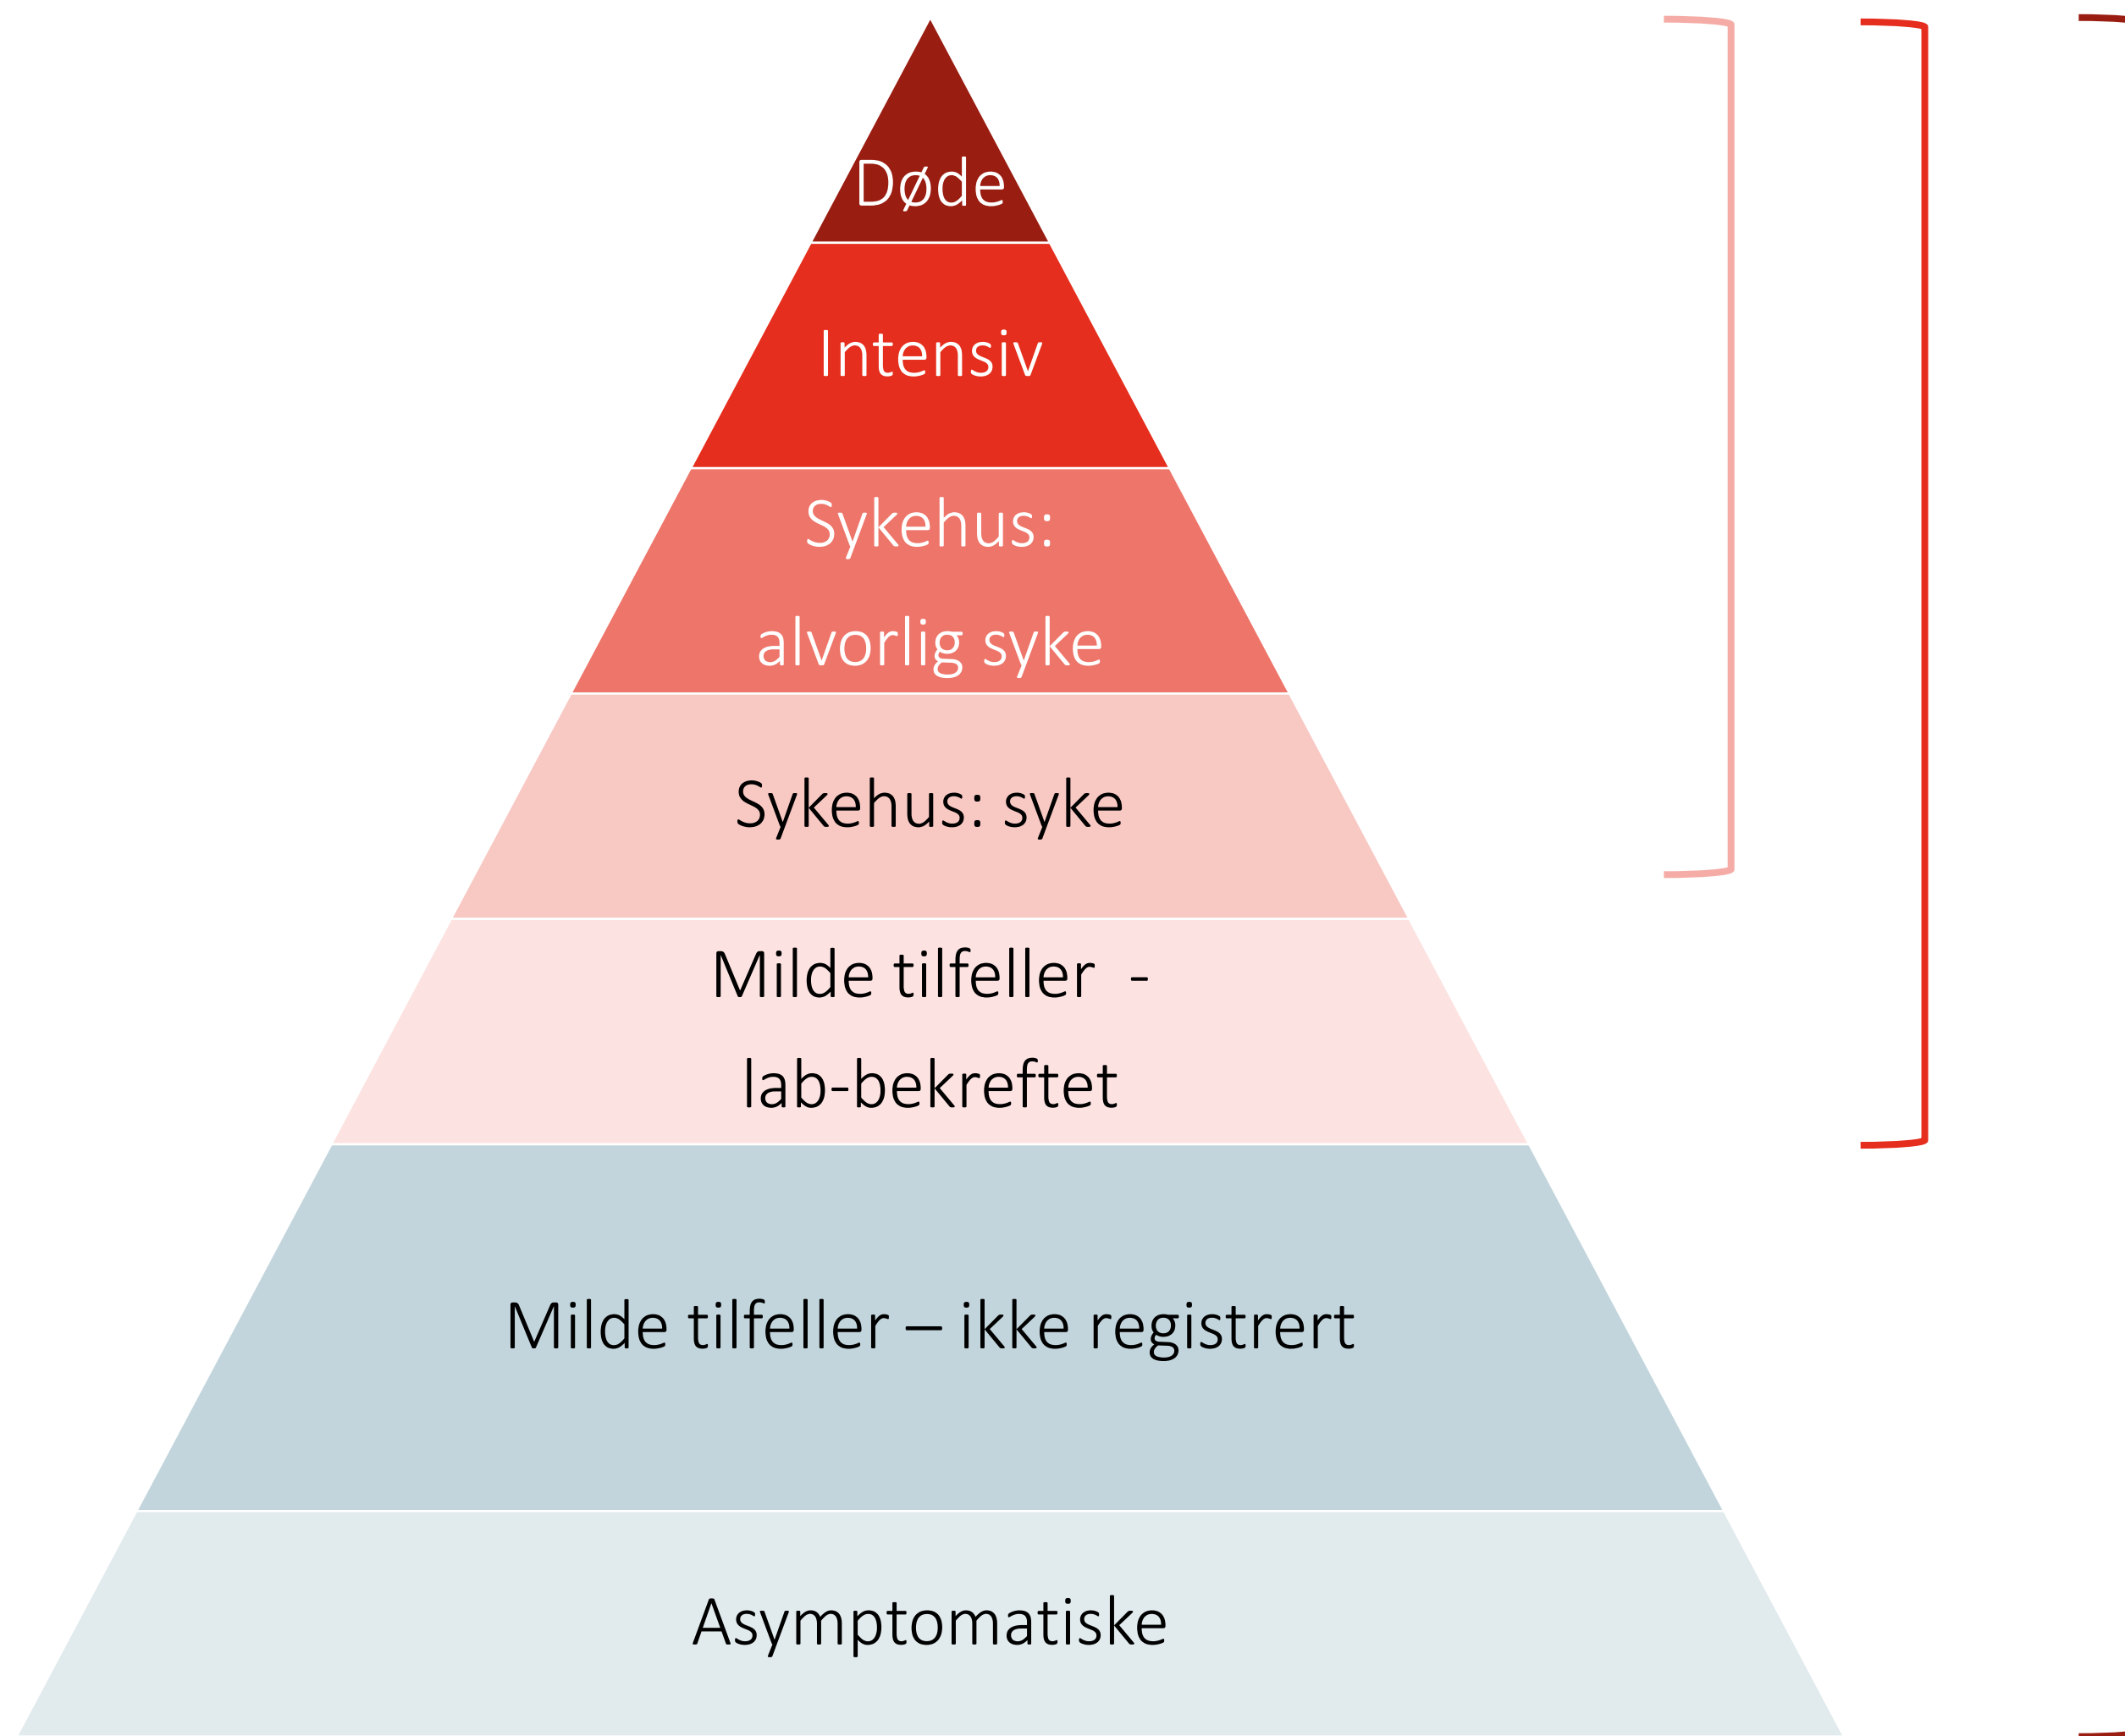 Døde
Intensiv
Sykehus:
alvorlig syke
Sykehus: syke
Milde tilfeller -
lab-bekreftet
Milde tilfeller – ikke registrert
Asymptomatiske